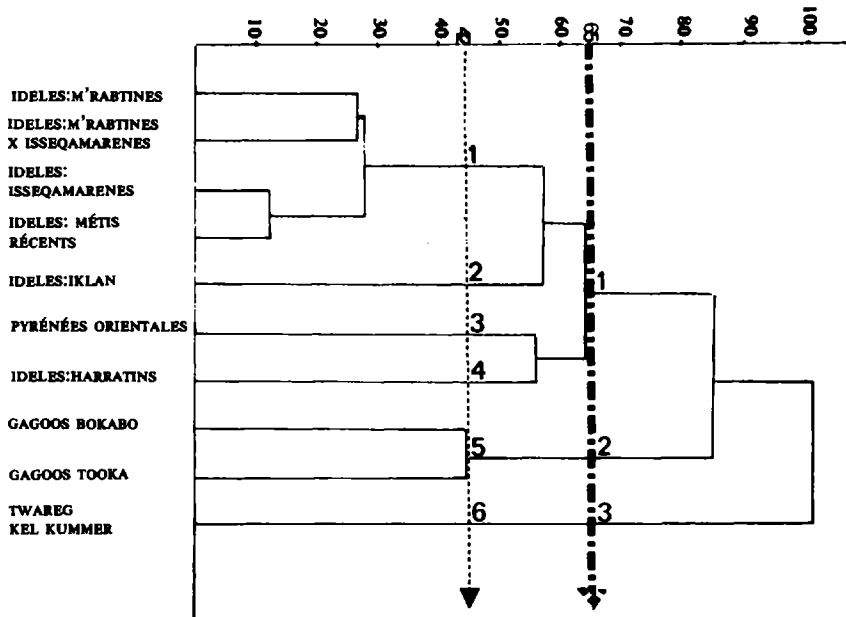 10 20 30 40 45 50 60 65 70 80 90 100
IDELES:M'RABTINES
IDELES:M'RABTINES
X ISSEQAMARENES
IDELES:
ISSEQAMARENES
1
IDELES: MÉTIS
RÉCENTS
IDELES:IKLAN
2
1
PYRÉNÉES ORIENTALES
3
IDELES:HARRATINS
4
GAGOOS BOKABO
5
2
GAGOOS TOOKA
TWAREG
KEL KUMMER
6
3